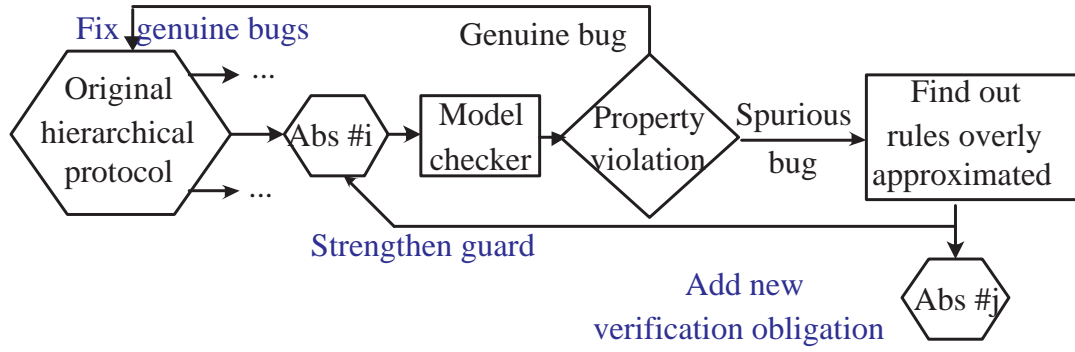 Fix genuine bugs
Genuine bug
...
Original
hierarchical
protocol
Abs #i
Model
checker
Property
violation
Spurious
bug
Find out
rules overly
approximated
...
Strengthen guard
Add new
verification obligation
Abs #j